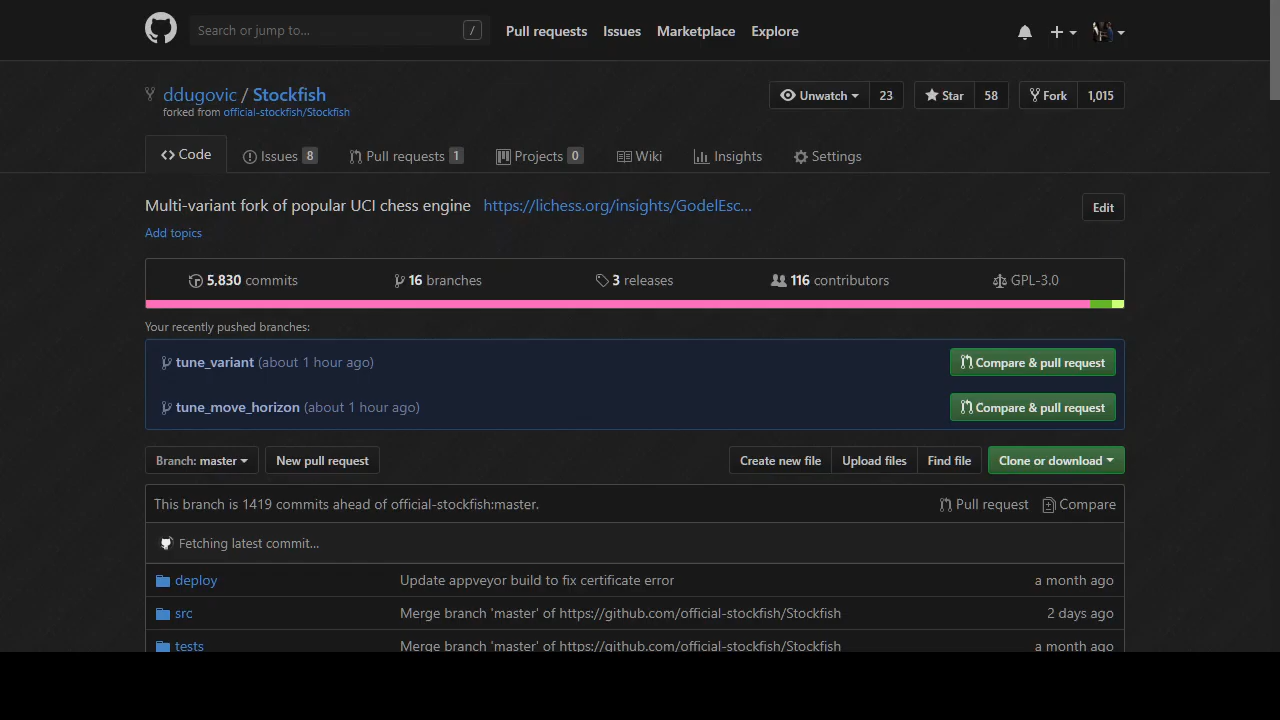 Search or jump to... / Pull requests Issues Marketplace Explore
ddugovic / Stockfish Unwatch 23 Star 58 Fork 1,015
forked from official-stockfish/Stockfish
Code Issues 8 Pull requests 1 Projects 0 Wiki Insights Settings
Multi-variant fork of popular UCI chess engine https://lichess.org/insights/GodelEsc... Edit
Add topics
5,830 commits 16 branches 3 releases 116 contributors GPL-3.0
Your recently pushed branches:
tune_variant (about 1 hour ago) Compare & pull request
tune_move_horizon (about 1 hour ago) Compare & pull request
Branch: master New pull request Create new file Upload files Find file Clone or download
This branch is 1419 commits ahead of official-stockfish:master. Pull request Compare
Fetching latest commit...
deploy Update appveyor build to fix certificate error a month ago
src Merge branch 'master' of https://github.com/official-stockfish/Stockfish 2 days ago
tests Merge branch 'master' of https://github.com/official-stockfish/Stockfish a month ago